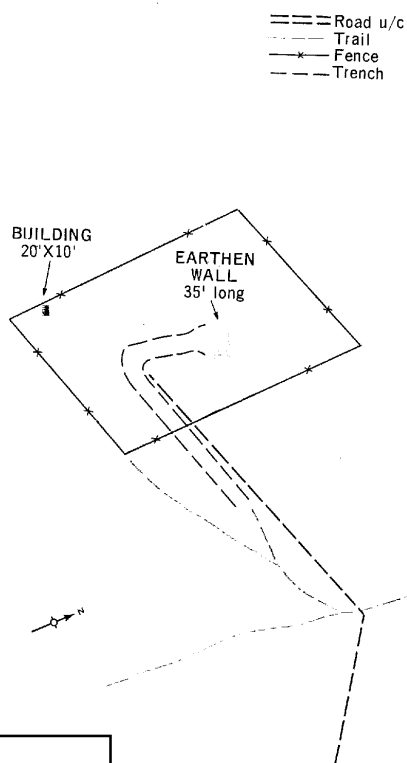 Road u/c
Trail
Fence
Trench
BUILDING
20'X10'
EARTHEN
WALL
35' long
N